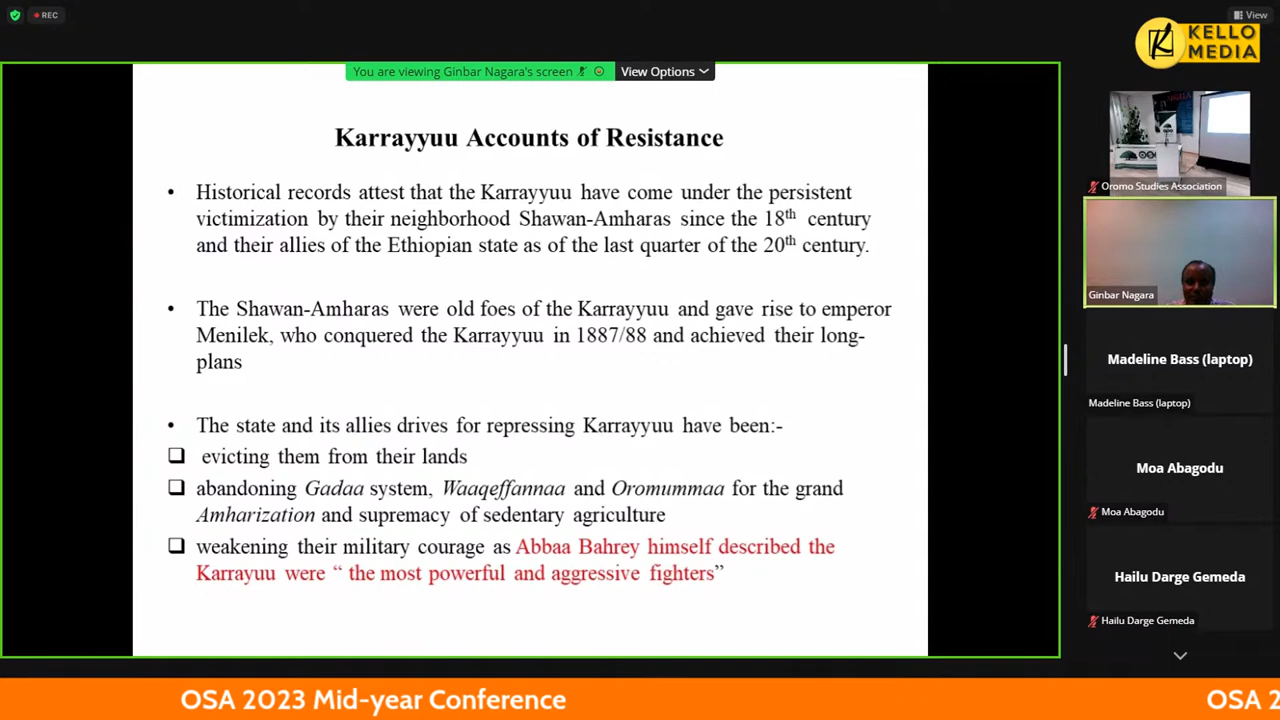 REC
View
KELLO
MEDIA
You are viewing Ginbar Nagara's screen
View Options
Karrayyuu Accounts of Resistance
• Historical records attest that the Karrayyuu have come under the persistent
victimization by their neighborhood Shawan-Amharas since the 18th century
and their allies of the Ethiopian state as of the last quarter of the 20th century.
• The Shawan-Amharas were old foes of the Karrayyuu and gave rise to emperor
Menilek, who conquered the Karrayyuu in 1887/88 and achieved their long-
plans
• The state and its allies drives for repressing Karrayyuu have been:-
❑ evicting them from their lands
❑ abandoning Gadaa system, Waaqeffannaa and Oromummaa for the grand
Amharization and supremacy of sedentary agriculture
❑ weakening their military courage as Abbaa Bahrey himself described the
Karrayuu were “ the most powerful and aggressive fighters”
Oromo Studies Association
Ginbar Nagara
Madeline Bass (laptop)
Madeline Bass (laptop)
Moa Abagodu
Moa Abagodu
Hailu Darge Gemeda
Hailu Darge Gemeda
OSA 2023 Mid-year Conference
OSA 2